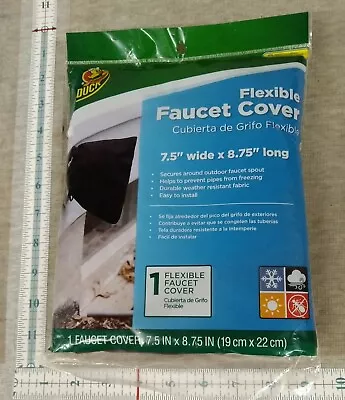 DUCK
Flexible
Faucet Cover
Cubierta de Grifo Flexible
7.5" wide x 8.75" long
• Secures around outdoor faucet spout
• Helps to prevent pipes from freezing
• Durable weather resistant fabric
• Easy to install
• Se fija alrededor del pico del grifo de exteriores
• Contribuye a evitar que se congelen las tuberías
• Tela duradera resistente a la intemperie
• Fácil de instalar
1 FLEXIBLE
FAUCET
COVER
Cubierta de Grifo
Flexible
1 FAUCET COVER, 7.5 IN x 8.75 IN (19 cm x 22 cm)